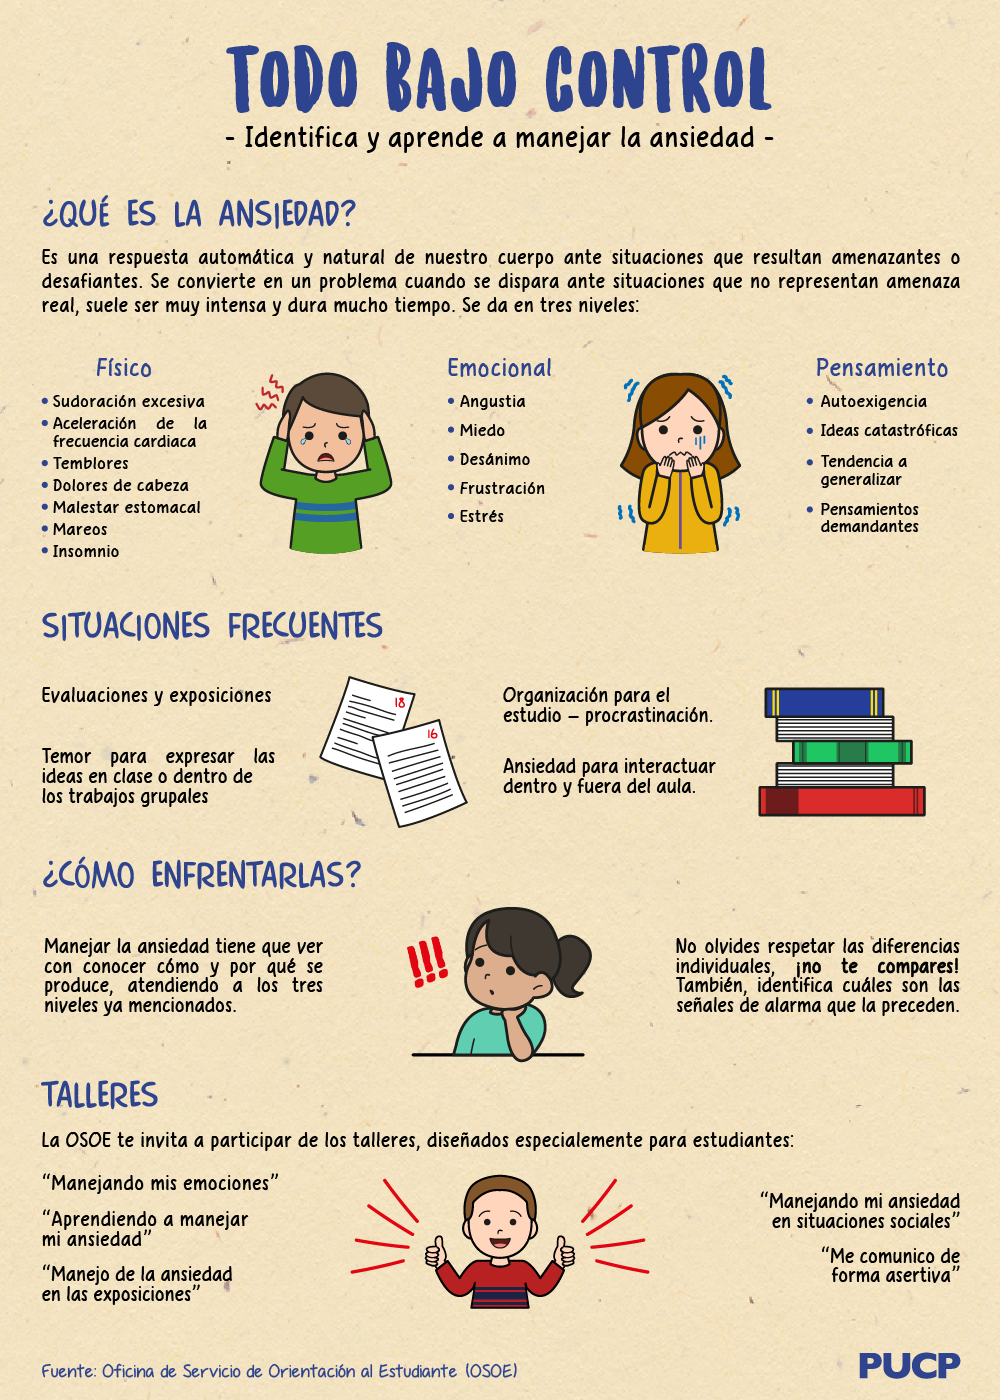 TODO BAJO CONTROL
- Identifica y aprende a manejar la ansiedad -
¿QUÉ ES LA ANSIEDAD?
Es una respuesta automática y natural de nuestro cuerpo ante situaciones que resultan amenazantes o
desafiantes. Se convierte en un problema cuando se dispara ante situaciones que no representan amenaza
real, suele ser muy intensa y dura mucho tiempo. Se da en tres niveles:
Físico
• Sudoración excesiva
• Aceleración de la
frecuencia cardiaca
• Temblores
• Dolores de cabeza
• Malestar estomacal
• Mareos
• Insomnio
Emocional
• Angustia
• Miedo
• Desánimo
• Frustración
• Estrés
Pensamiento
• Autoexigencia
• Ideas catastróficas
• Tendencia a
generalizar
• Pensamientos
demandantes
SITUACIONES FRECUENTES
Evaluaciones y exposiciones
Temor para expresar las
ideas en clase o dentro de
los trabajos grupales
18
16
Organización para el
estudio – procrastinación.
Ansiedad para interactuar
dentro y fuera del aula.
¿CÓMO ENFRENTARLAS?
Manejar la ansiedad tiene que ver
con conocer cómo y por qué se
produce, atendiendo a los tres
niveles ya mencionados.
!!!
No olvides respetar las diferencias
individuales, ¡no te compares!
También, identifica cuáles son las
señales de alarma que la preceden.
TALLERES
La OSOE te invita a participar de los talleres, diseñados especialmente para estudiantes:
“Manejando mis emociones”
“Aprendiendo a manejar
mi ansiedad”
“Manejo de la ansiedad
en las exposiciones”
“Manejando mi ansiedad
en situaciones sociales”
“Me comunico de
forma asertiva”
Fuente: Oficina de Servicio de Orientación al Estudiante (OSOE)
PUCP